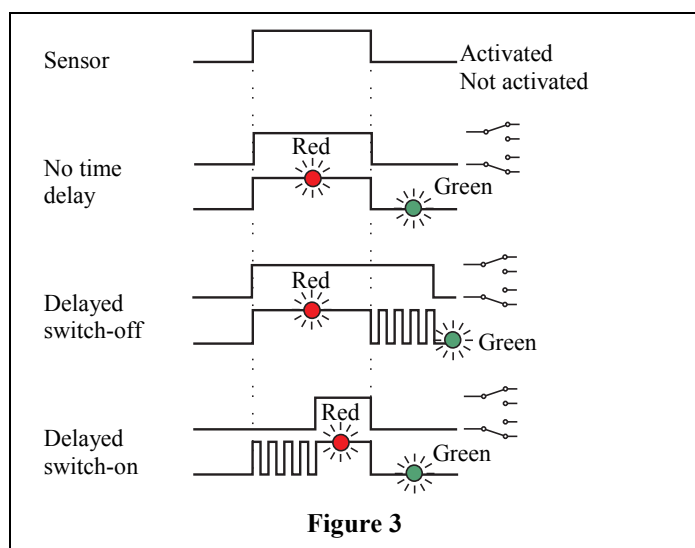 Sensor
Activated
Not activated
Red
No time
delay
Green
Red
Delayed
switch-off
Green
Red
Delayed
switch-on
Green
Figure 3